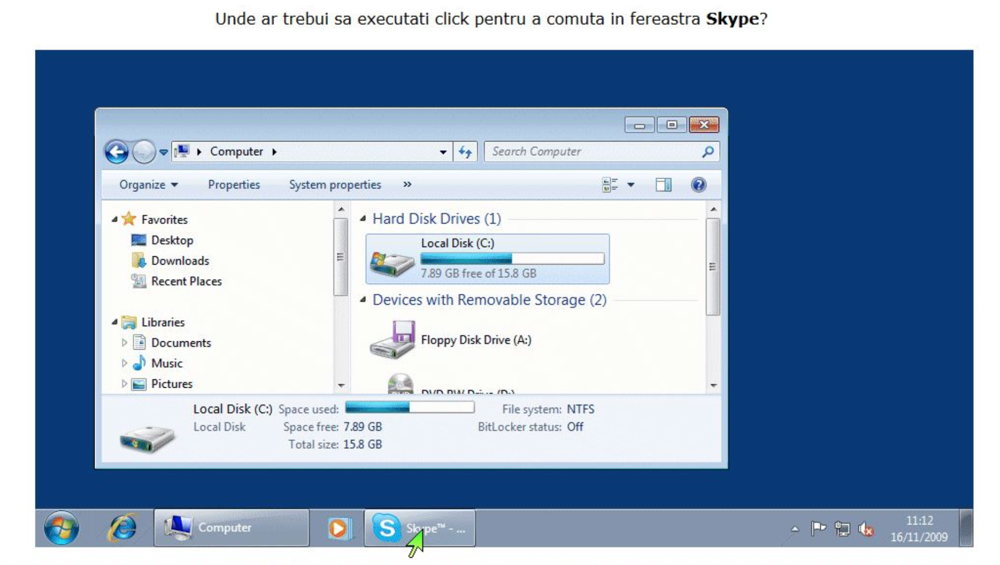 Unde ar trebui sa executati click pentru a comuta in fereastra Skype?
Computer
Search Computer
Organize Properties System properties »
Favorites
Desktop
Downloads
Recent Places
Libraries
Documents
Music
Pictures
Hard Disk Drives (1)
Local Disk (C:)
7.89 GB free of 15.8 GB
Devices with Removable Storage (2)
Floppy Disk Drive (A:)
DVD RW Drive (D:)
Local Disk (C:) Space used: File system: NTFS
Local Disk Space free: 7.89 GB BitLocker status: Off
Total size: 15.8 GB
Computer
Skype™ - ...
11:12
16/11/2009